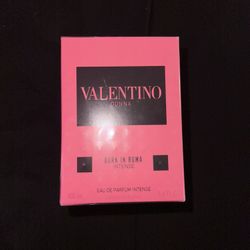 VALENTINO
DONNA
BORN IN ROMA
INTENSE
EAU DE PARFUM INTENSE